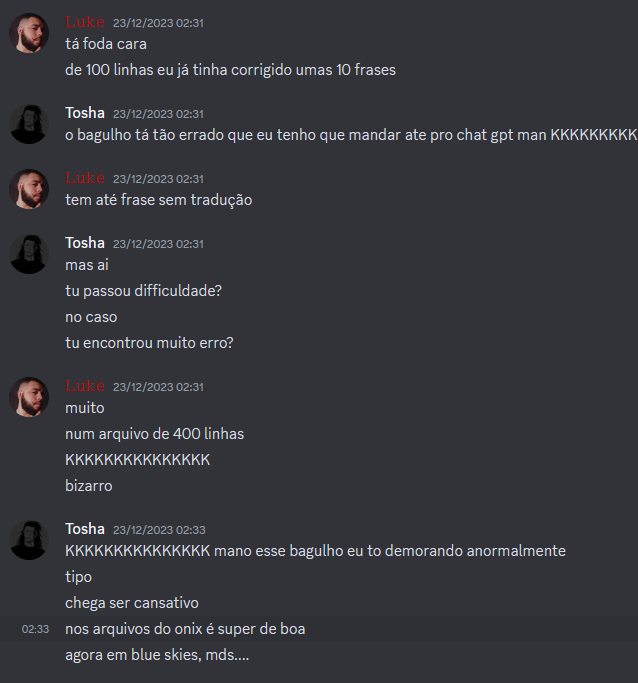 Luke 23/12/2023 02:31
tá foda cara
de 100 linhas eu já tinha corrigido umas 10 frases
Tosha 23/12/2023 02:31
o bagulho tá tão errado que eu tenho que mandar ate pro chat gpt man KKKKKKKKK
Luke 23/12/2023 02:31
tem até frase sem tradução
Tosha 23/12/2023 02:31
mas ai
tu passou difficuldade?
no caso
tu encontrou muito erro?
Luke 23/12/2023 02:31
muito
num arquivo de 400 linhas
KKKKKKKKKKKKKKK
bizarro
Tosha 23/12/2023 02:33
KKKKKKKKKKKKKKK mano esse bagulho eu to demorando anormalmente
tipo
chega ser cansativo
02:33 nos arquivos do onix é super de boa
agora em blue skies, mds....